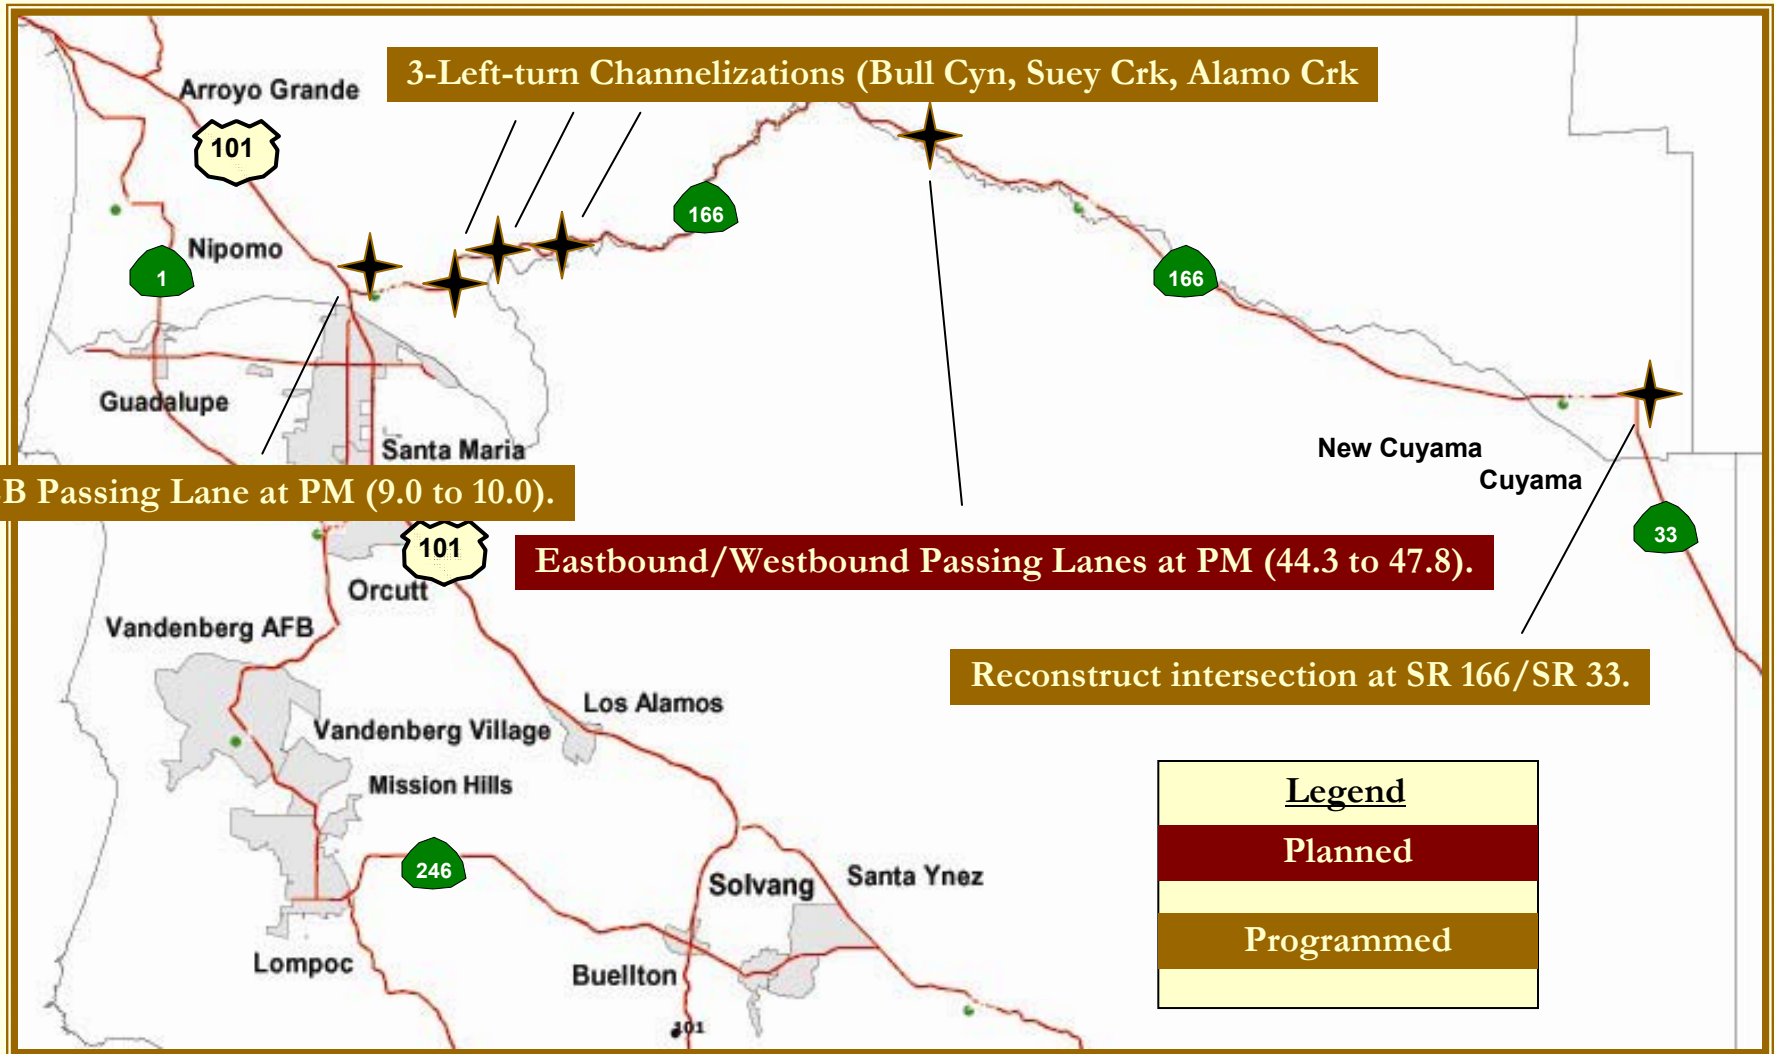 3-Left-turn Channelizations (Bull Cyn, Suey Crk, Alamo Crk
Arroyo Grande
101
166
Nipomo
1
166
Guadalupe
Santa Maria
New Cuyama
Cuyama
B Passing Lane at PM (9.0 to 10.0).
33
101
Eastbound/Westbound Passing Lanes at PM (44.3 to 47.8).
Orcutt
Vandenberg AFB
Reconstruct intersection at SR 166/SR 33.
Los Alamos
Vandenberg Village
Mission Hills
Legend
Planned
Programmed
246
Solvang
Santa Ynez
Lompoc
Buellton
101